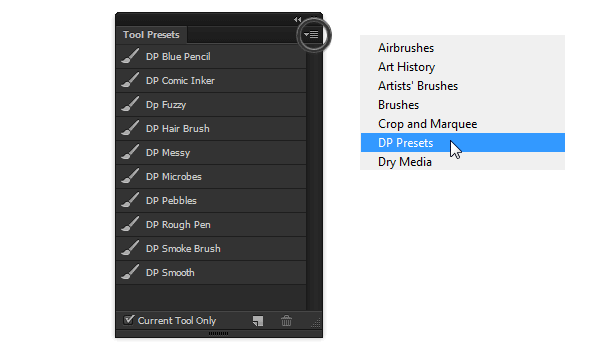 Tool Presets
DP Blue Pencil
DP Comic Inker
Dp Fuzzy
DP Hair Brush
DP Messy
DP Microbes
DP Pebbles
DP Rough Pen
DP Smoke Brush
DP Smooth
Current Tool Only
Airbrushes
Art History
Artists' Brushes
Brushes
Crop and Marquee
DP Presets
Dry Media